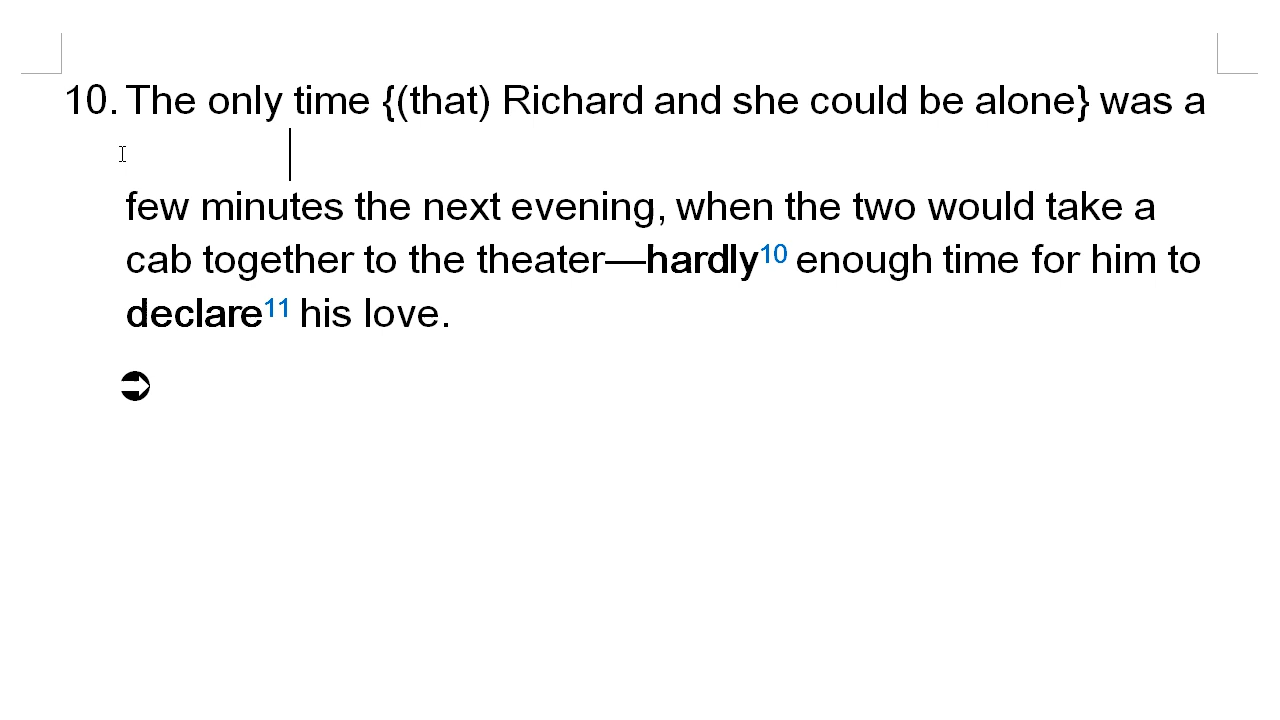 10. The only time {(that) Richard and she could be alone} was a
few minutes the next evening, when the two would take a
cab together to the theater—hardly10 enough time for him to
declare11 his love.
➲